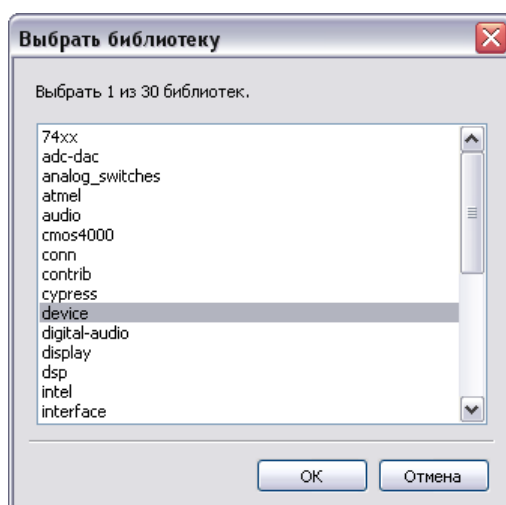 Выбрать библиотеку
Выбрать 1 из 30 библиотек.
74xx
adc-dac
analog_switches
atmel
audio
cmos4000
conn
contrib
cypress
device
digital-audio
display
dsp
intel
interface
OK
Отмена